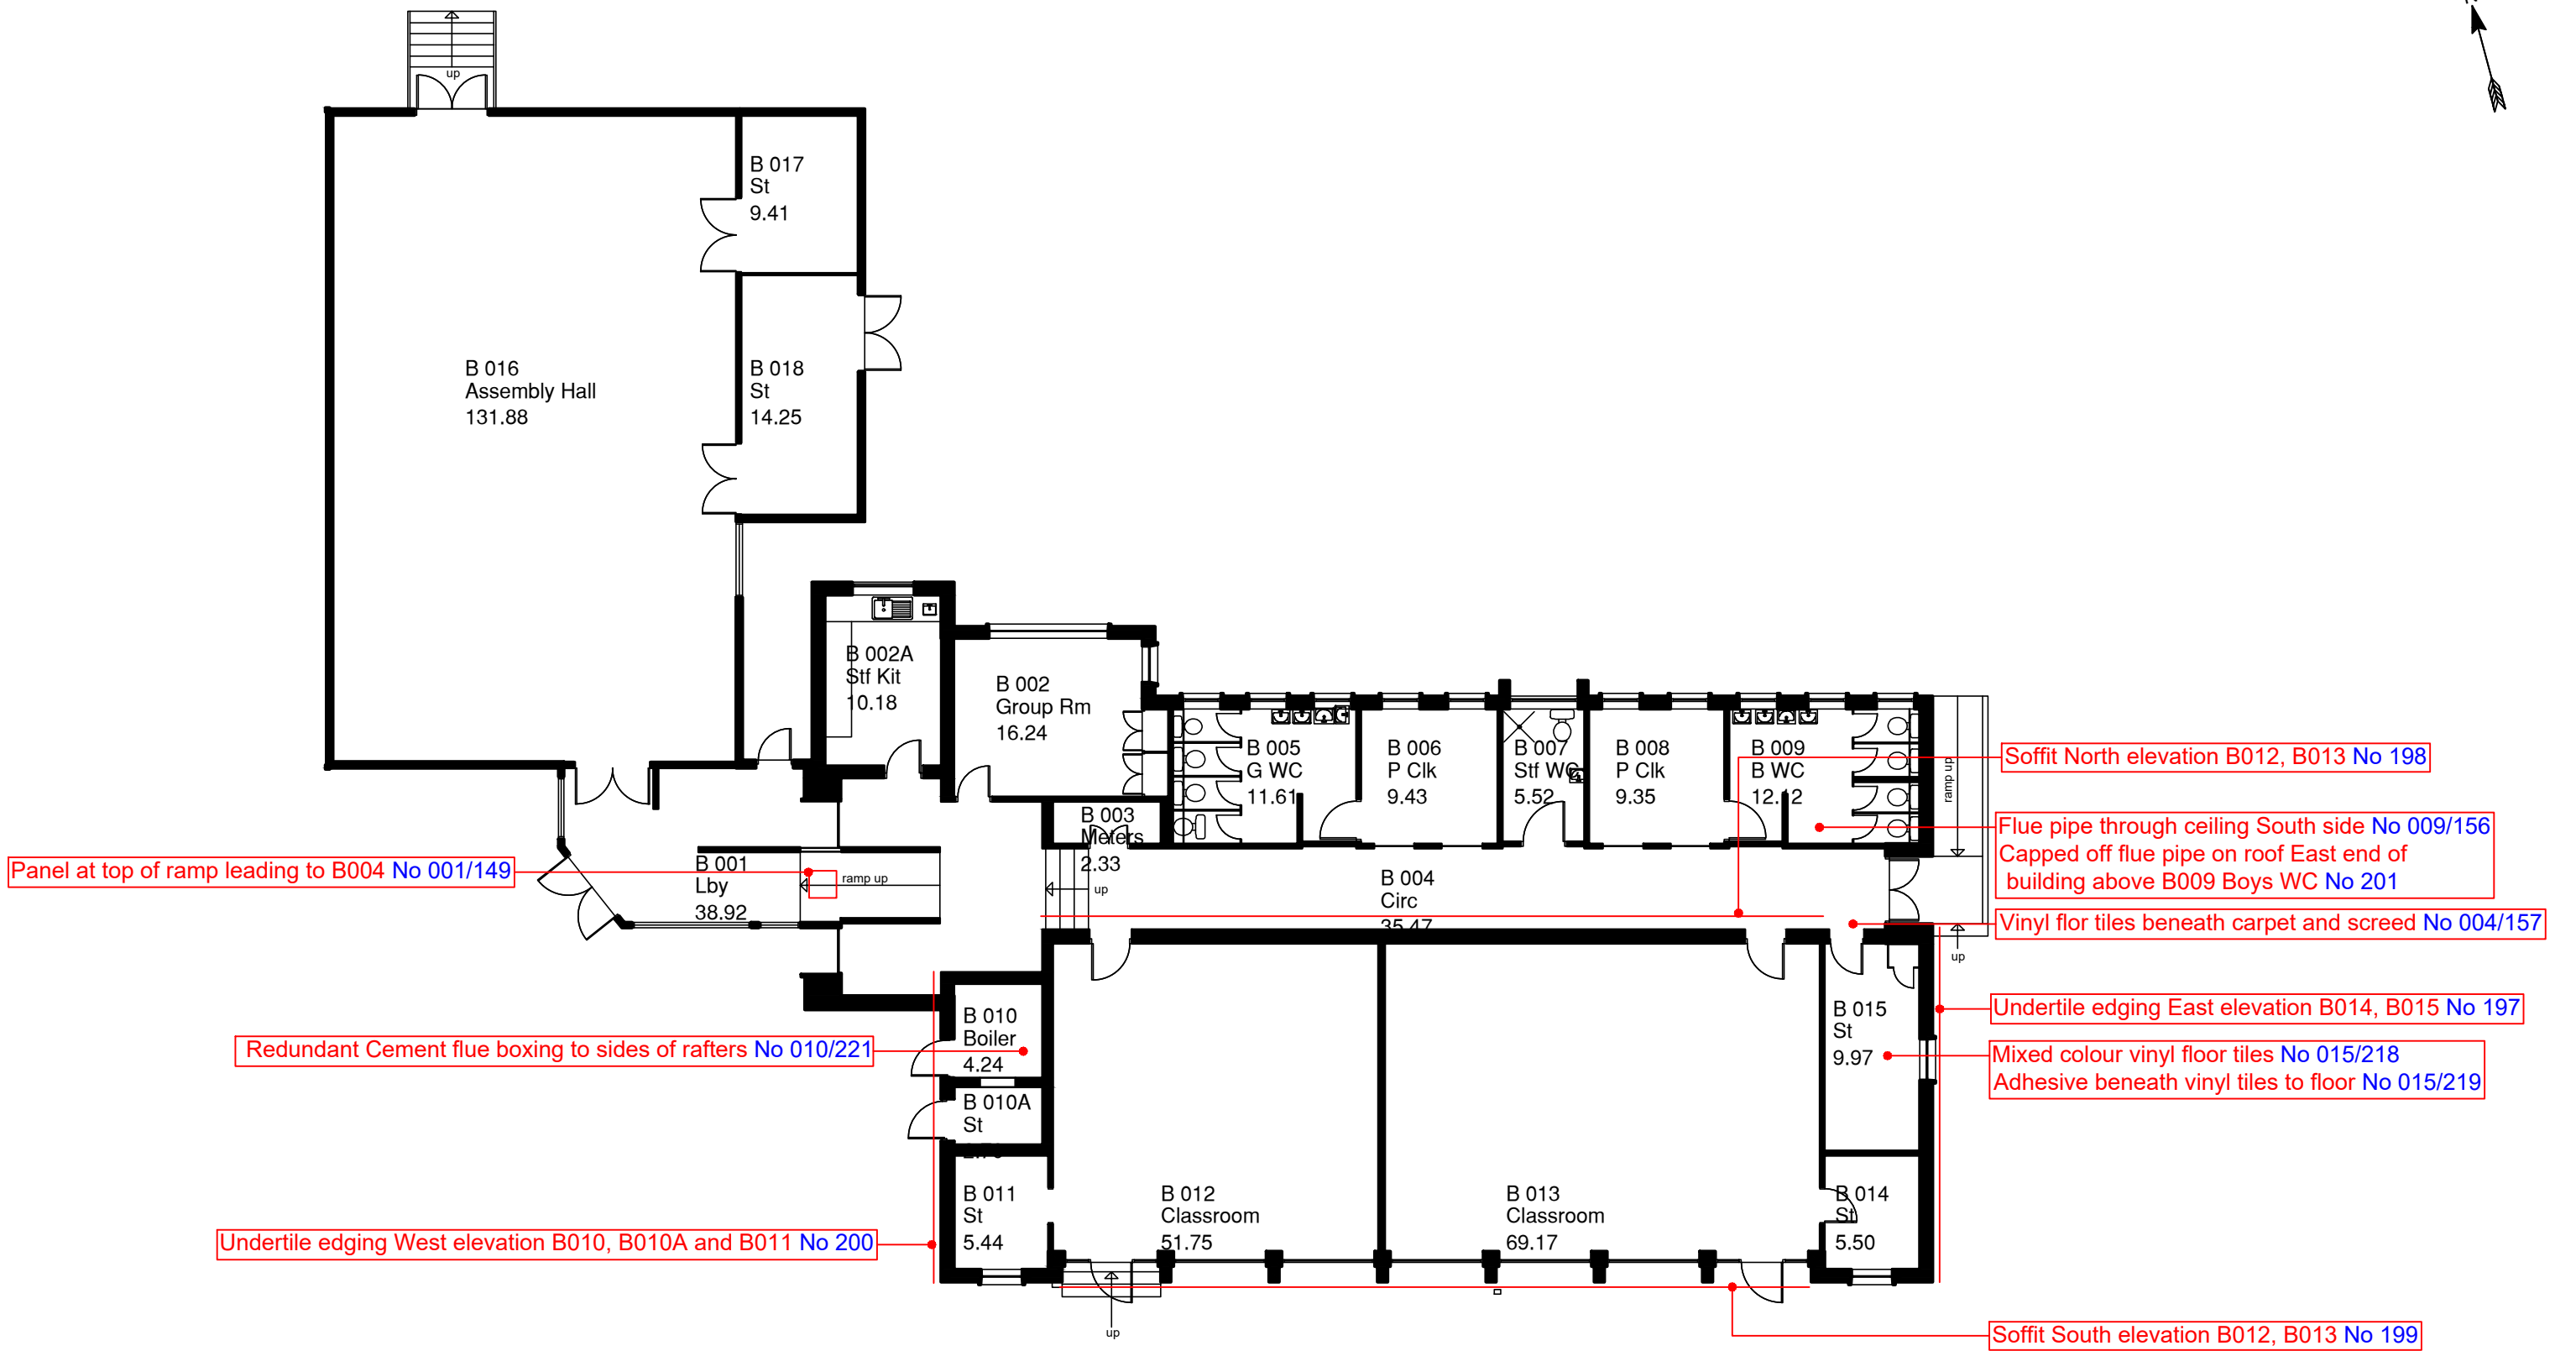 up
B 017
St
9.41
B 016
Assembly Hall
131.88
B 018
St
14.25
B 002A
Stf Kit
10.18
B 002
Group Rm
16.24
B 005
G WC
11.61
B 006
P Clk
9.43
B 007
Stf WC
5.52
B 008
P Clk
9.35
B 009
B WC
12.12
ramp up
Soffit North elevation B012, B013 No 198
Flue pipe through ceiling South side No 009/156
Capped off flue pipe on roof East end of
building above B009 Boys WC No 201
B 003
Meters
2.33
Panel at top of ramp leading to B004 No 001/149
B 001
Lby
38.92
ramp up
up
B 004
Circ
35.47
Vinyl flor tiles beneath carpet and screed No 004/157
up
Undertile edging East elevation B014, B015 No 197
B 010
Boiler
4.24
Redundant Cement flue boxing to sides of rafters No 010/221
B 015
St
9.97
Mixed colour vinyl floor tiles No 015/218
Adhesive beneath vinyl tiles to floor No 015/219
B 010A
St
B 011
St
5.44
B 012
Classroom
51.75
B 013
Classroom
69.17
B 014
St
5.50
Undertile edging West elevation B010, B010A and B011 No 200
up
Soffit South elevation B012, B013 No 199